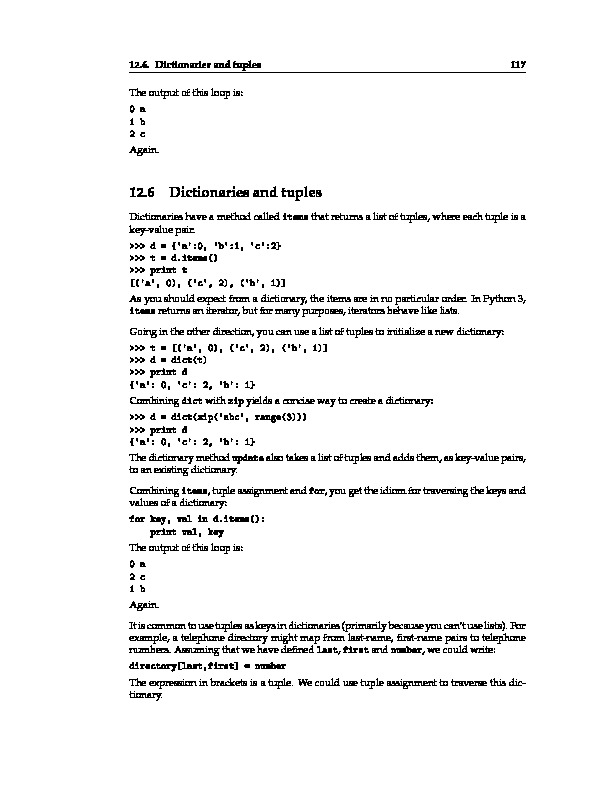 12.6. Dictionaries and tuples 117
The output of this loop is:
0 a
1 b
2 c
Again.
12.6 Dictionaries and tuples
Dictionaries have a method called items that returns a list of tuples, where each tuple is a
key-value pair.
>>> d = {'a':0, 'b':1, 'c':2}
>>> t = d.items()
>>> print t
[('a', 0), ('c', 2), ('b', 1)]
As you should expect from a dictionary, the items are in no particular order. In Python 3,
items returns an iterator, but for many purposes, iterators behave like lists.
Going in the other direction, you can use a list of tuples to initialize a new dictionary:
>>> t = [('a', 0), ('c', 2), ('b', 1)]
>>> d = dict(t)
>>> print d
{'a': 0, 'c': 2, 'b': 1}
Combining dict with zip yields a concise way to create a dictionary:
>>> d = dict(zip('abc', range(3)))
>>> print d
{'a': 0, 'c': 2, 'b': 1}
The dictionary method update also takes a list of tuples and adds them, as key-value pairs,
to an existing dictionary.
Combining items, tuple assignment and for, you get the idiom for traversing the keys and
values of a dictionary:
for key, val in d.items():
    print val, key
The output of this loop is:
0 a
2 c
1 b
Again.
It is common to use tuples as keys in dictionaries (primarily because you can't use lists). For
example, a telephone directory might map from last-name, first-name pairs to telephone
numbers. Assuming that we have defined last, first and number, we could write:
directory[last,first] = number
The expression in brackets is a tuple. We could use tuple assignment to traverse this dic-
tionary.